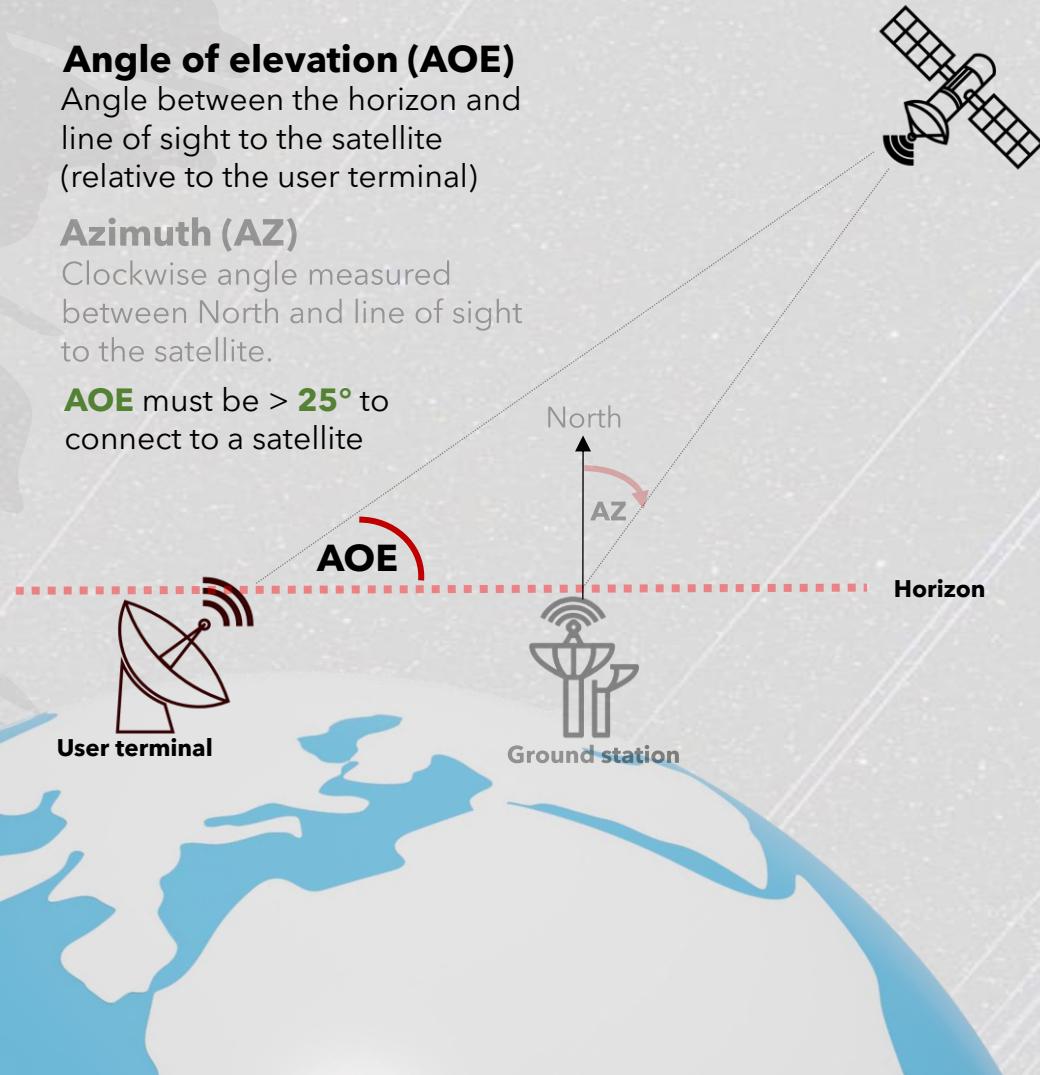 Angle of elevation (AOE)
Angle between the horizon and
line of sight to the satellite
(relative to the user terminal)
Azimuth (AZ)
Clockwise angle measured
between North and line of sight
to the satellite.
AOE must be > 25° to
connect to a satellite
North
AZ
AOE
Horizon
User terminal
Ground station